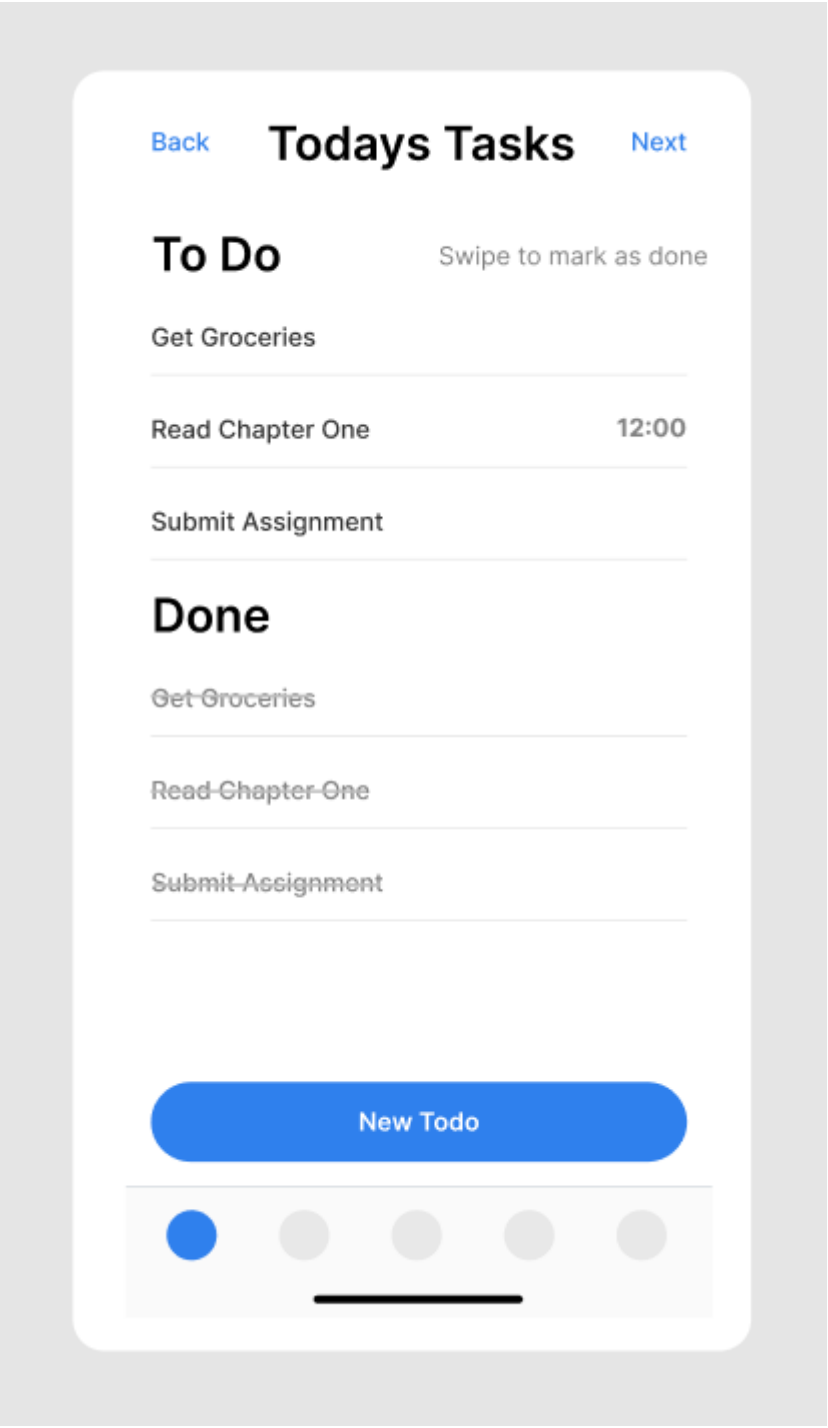 Back Todays Tasks Next
To Do Swipe to mark as done
Get Groceries
Read Chapter One 12:00
Submit Assignment
Done
Get Groceries
Read Chapter One
Submit Assignment
New Todo